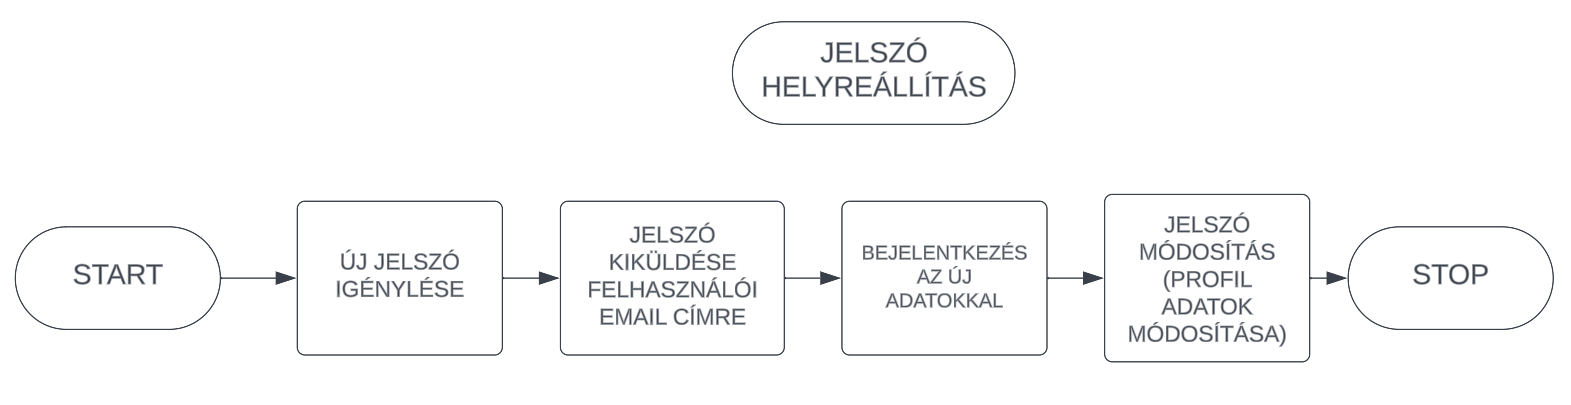 JELSZÓ
HELYREÁLLÍTÁS
START
ÚJ JELSZÓ
IGÉNYLÉSE
JELSZÓ
KIKÜLDÉSE
FELHASZNÁLÓI
EMAIL CÍMRE
BEJELENTKEZÉS
AZ ÚJ
ADATOKKAL
JELSZÓ
MÓDOSÍTÁS
(PROFIL
ADATOK
MÓDOSÍTÁSA)
STOP